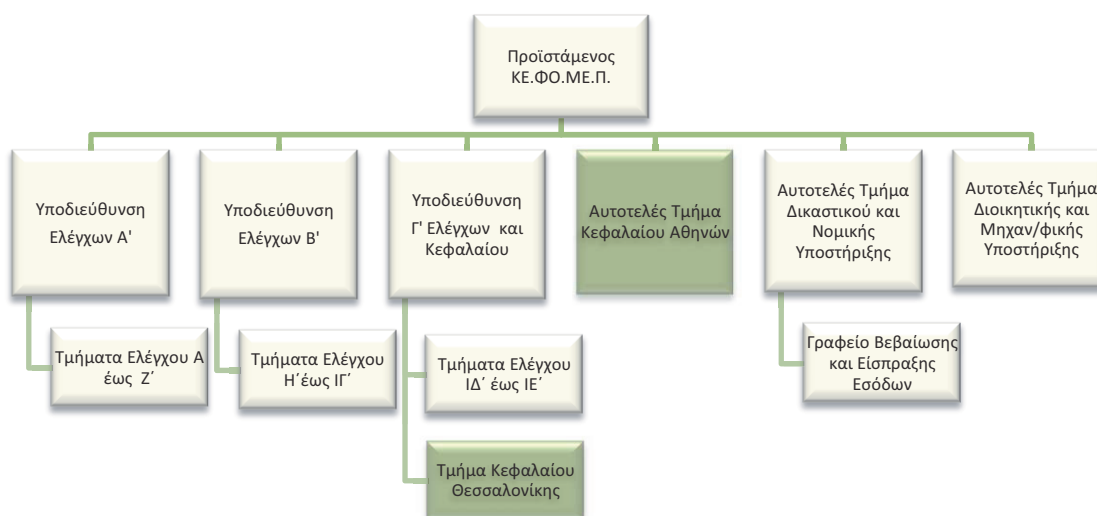 Προϊστάμενος
ΚΕ.ΦΟ.ΜΕ.Π.
Υποδιεύθυνση
Ελέγχων Α'
Υποδιεύθυνση
Ελέγχων Β'
Υποδιεύθυνση
Γ' Ελέγχων και
Κεφαλαίου
Αυτοτελές Τμήμα
Κεφαλαίου Αθηνών
Αυτοτελές Τμήμα
Δικαστικού και
Νομικής
Υποστήριξης
Αυτοτελές Τμήμα
Διοικητικής και
Μηχαν/φικής
Υποστήριξης
Τμήματα Ελέγχου Α
έως Ζ΄
Τμήματα Ελέγχου
Η΄έως ΙΓ΄
Τμήματα Ελέγχου
ΙΔ΄ έως ΙΕ΄
Γραφείο Βεβαίωσης
και Είσπραξης
Εσόδων
Τμήμα Κεφαλαίου
Θεσσαλονίκης